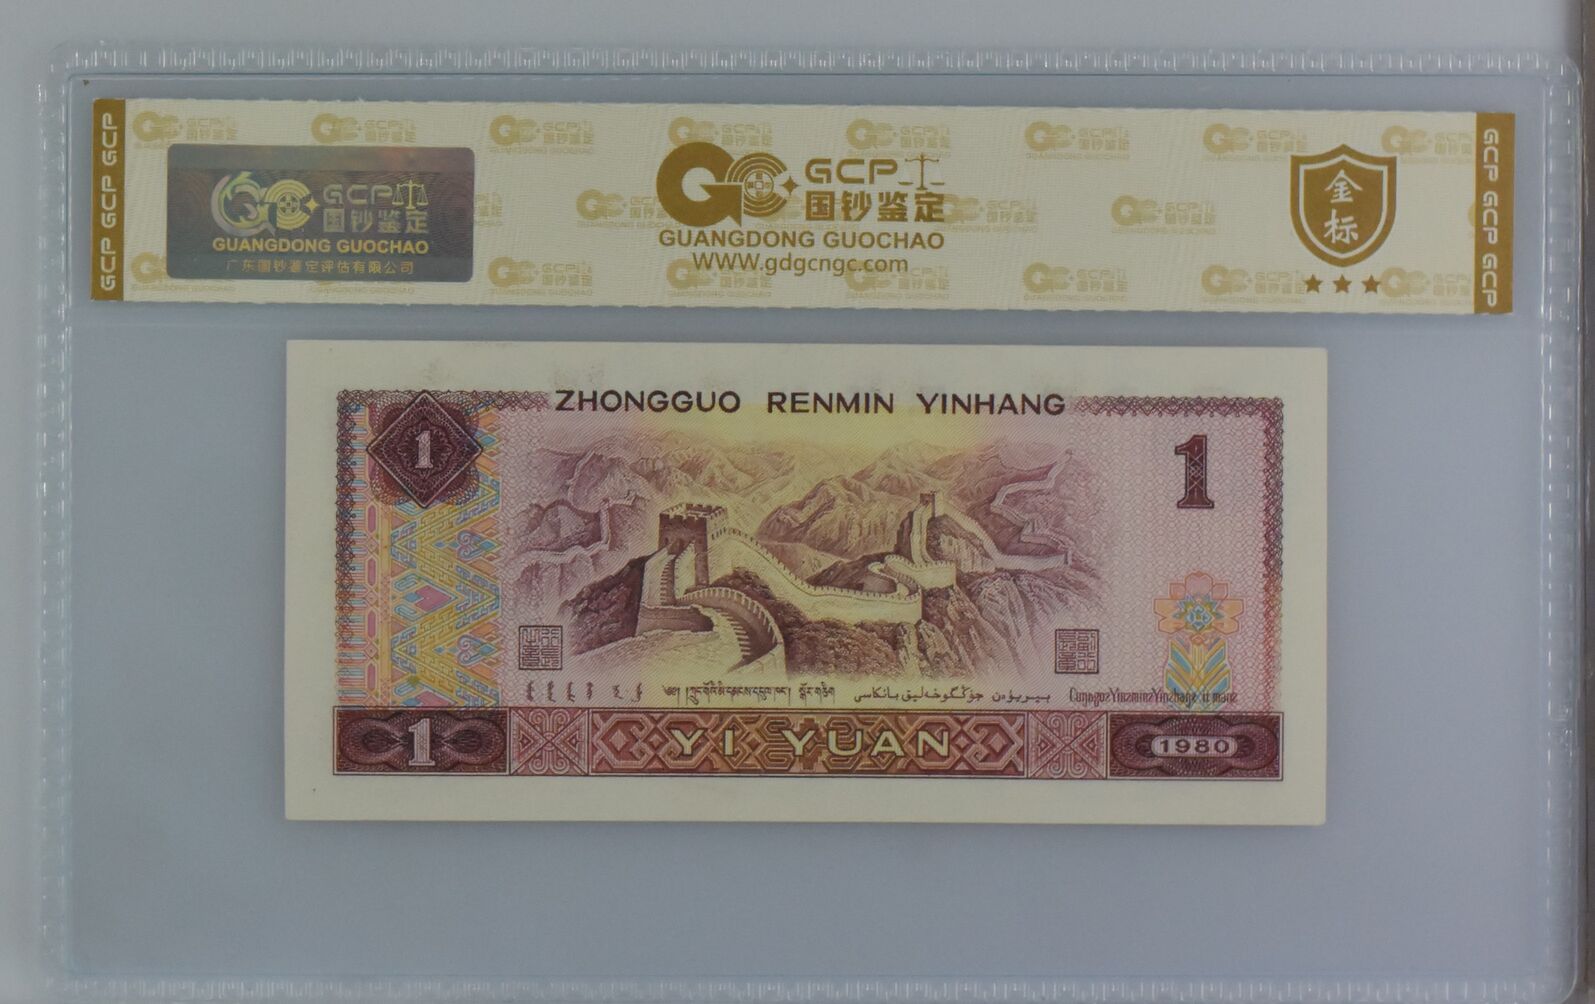 GCP GCP GCP
GCP
国钞鉴定
GUANGDONG GUOCHAO
广东国钞鉴定评估有限公司
GCP
国钞鉴定
GUANGDONG GUOCHAO
WWW.gdgcngc.com
金标
GCP GCP GCP
ZHONGGUO RENMIN YINHANG
1
1
1
YI YUAN
1980